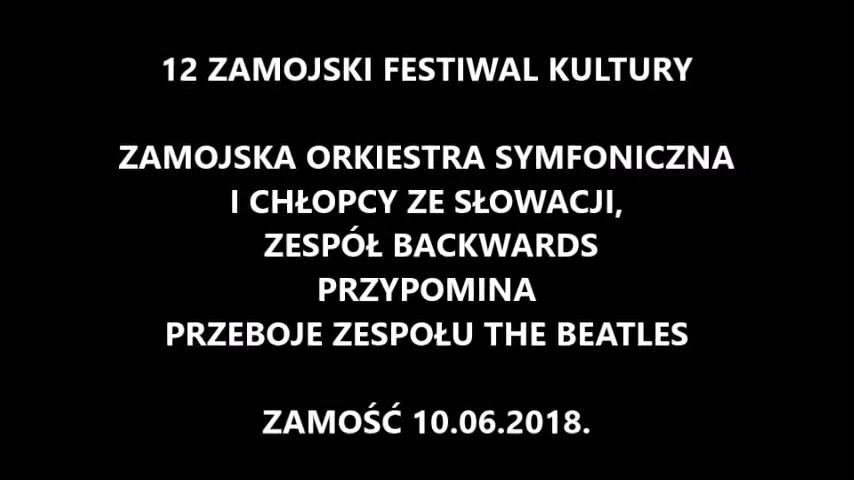 12 ZAMOJSKI FESTIWAL KULTURY
ZAMOJSKA ORKIESTRA SYMFONICZNA
I CHŁOPCY ZE SŁOWACJI,
ZESPÓŁ BACKWARDS
PRZYPOMINA
PRZEBOJE ZESPOŁU THE BEATLES
ZAMOŚĆ 10.06.2018.